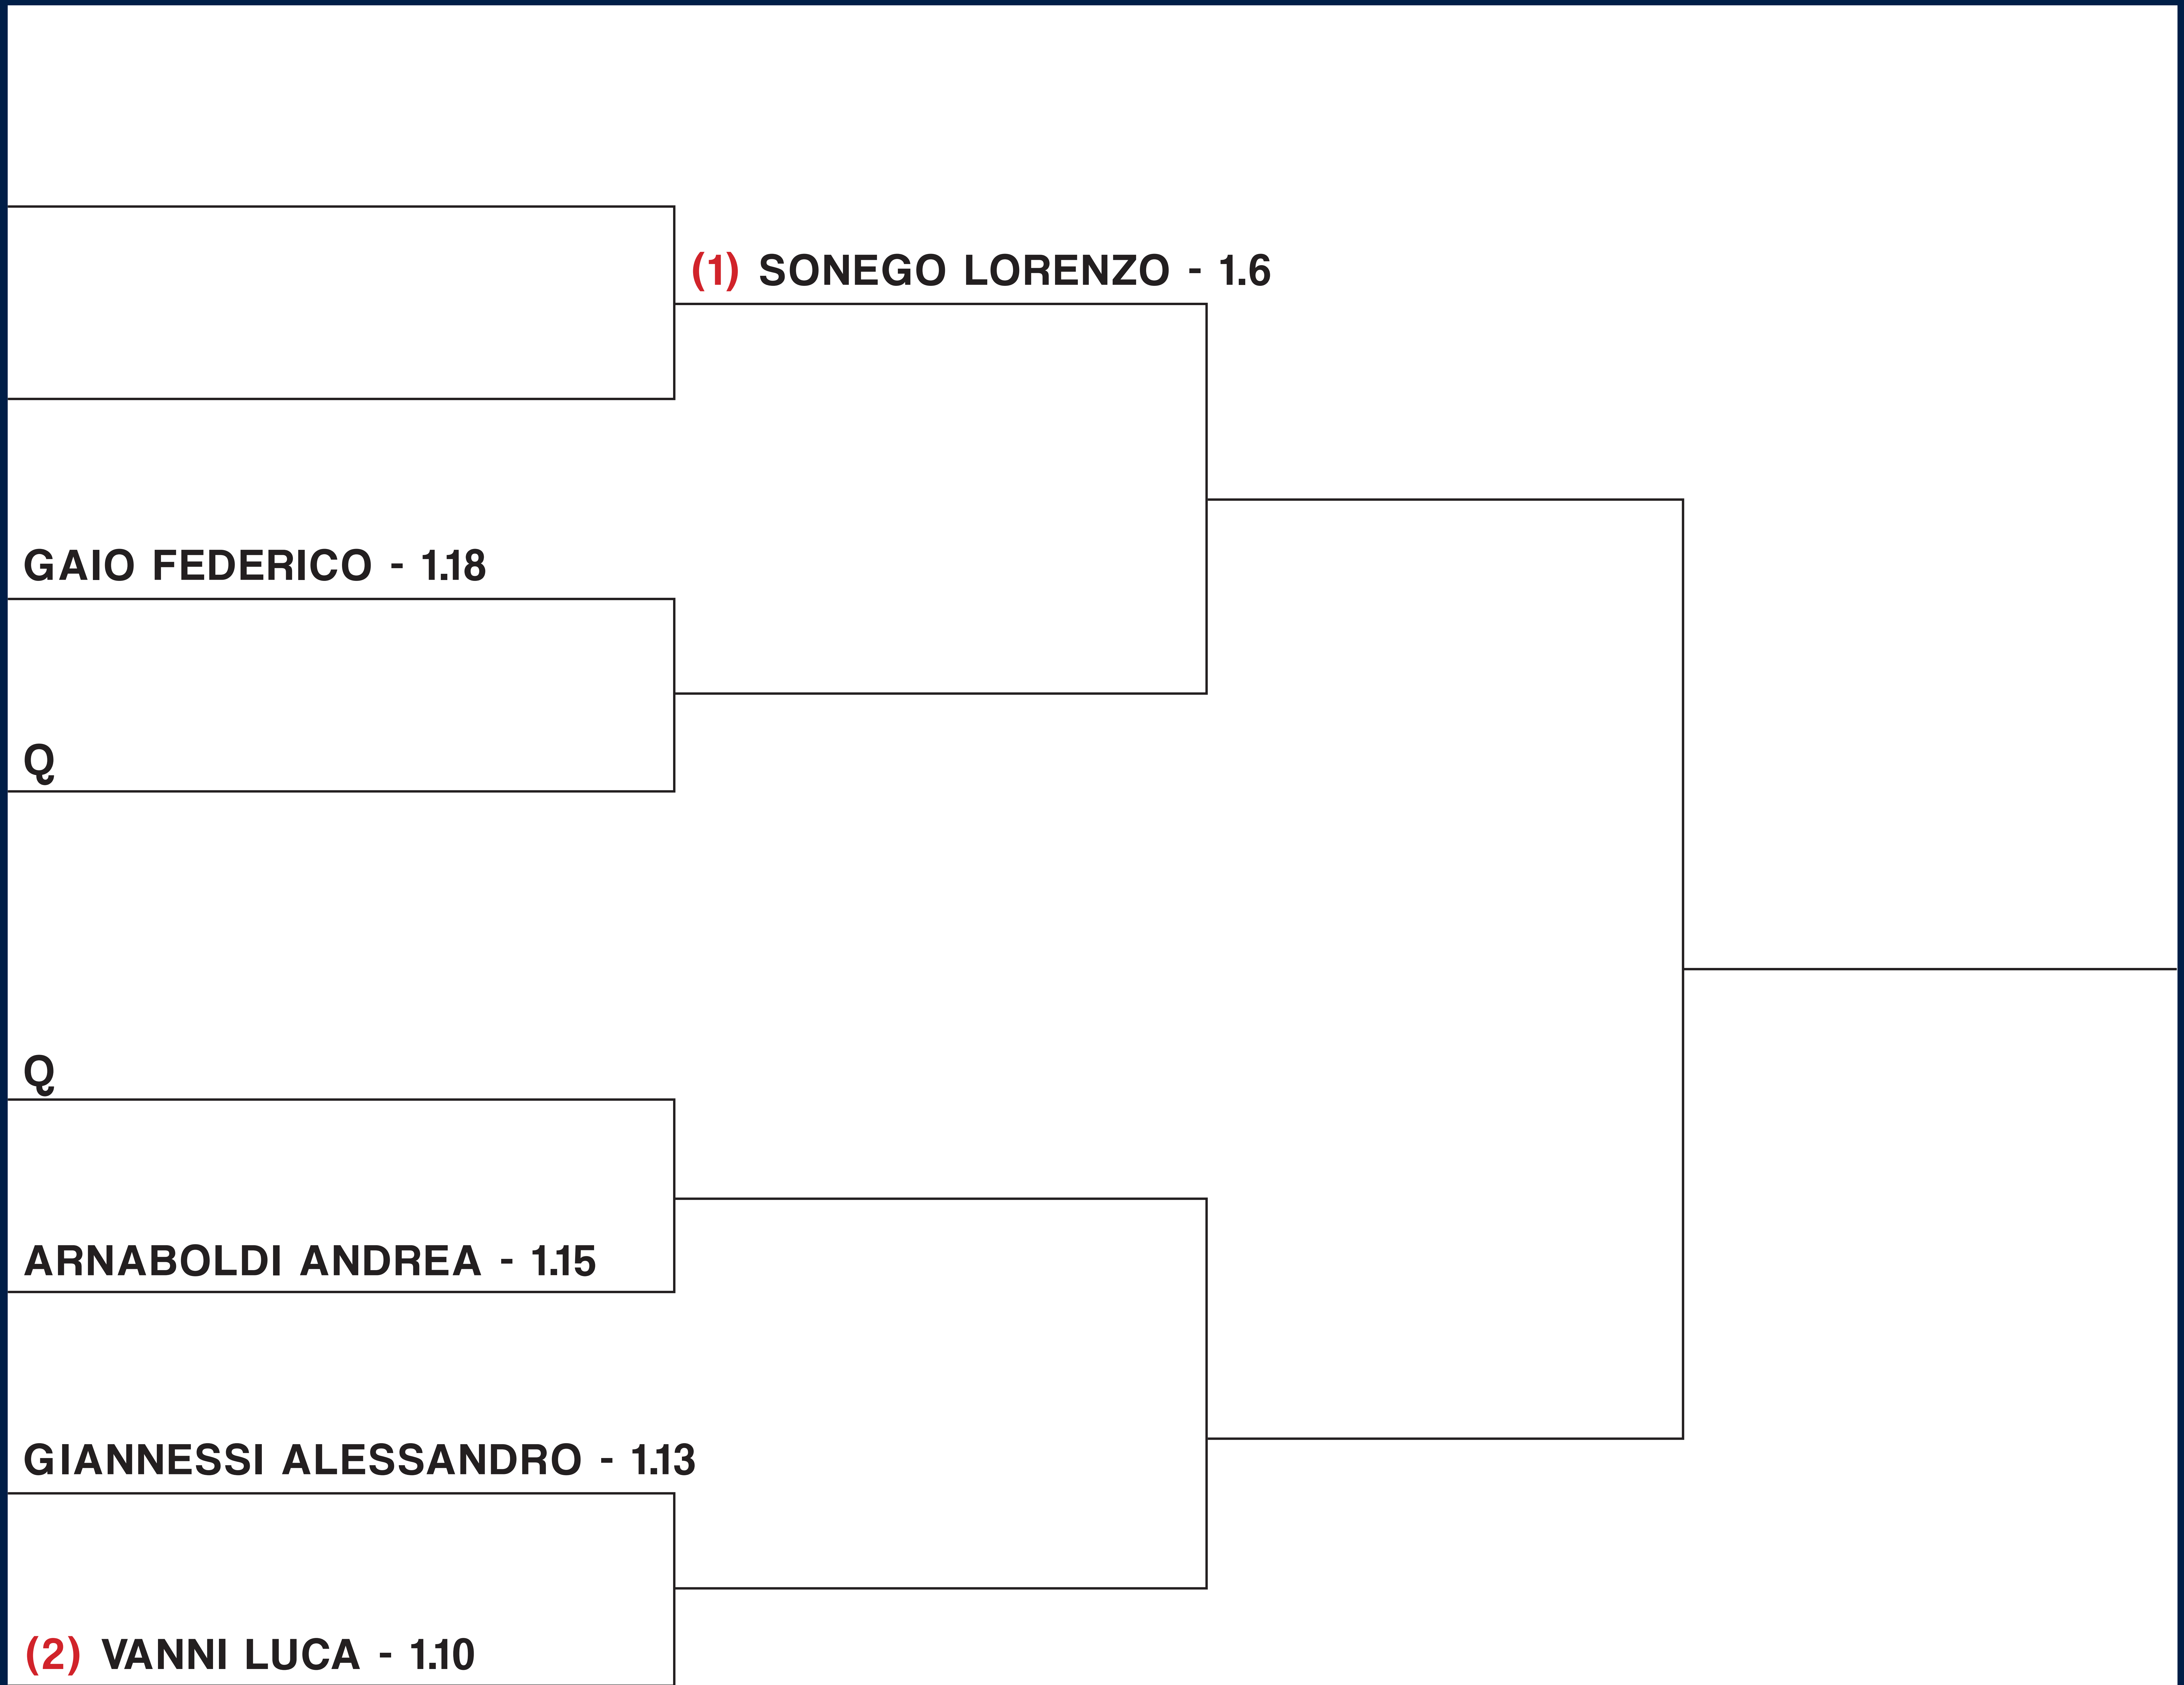 (1) SONEGO LORENZO - 1.6
GAIO FEDERICO - 1.18
Q
Q
ARNABOLDI ANDREA - 1.15
GIANNESSI ALESSANDRO - 1.13
(2) VANNI LUCA - 1.10